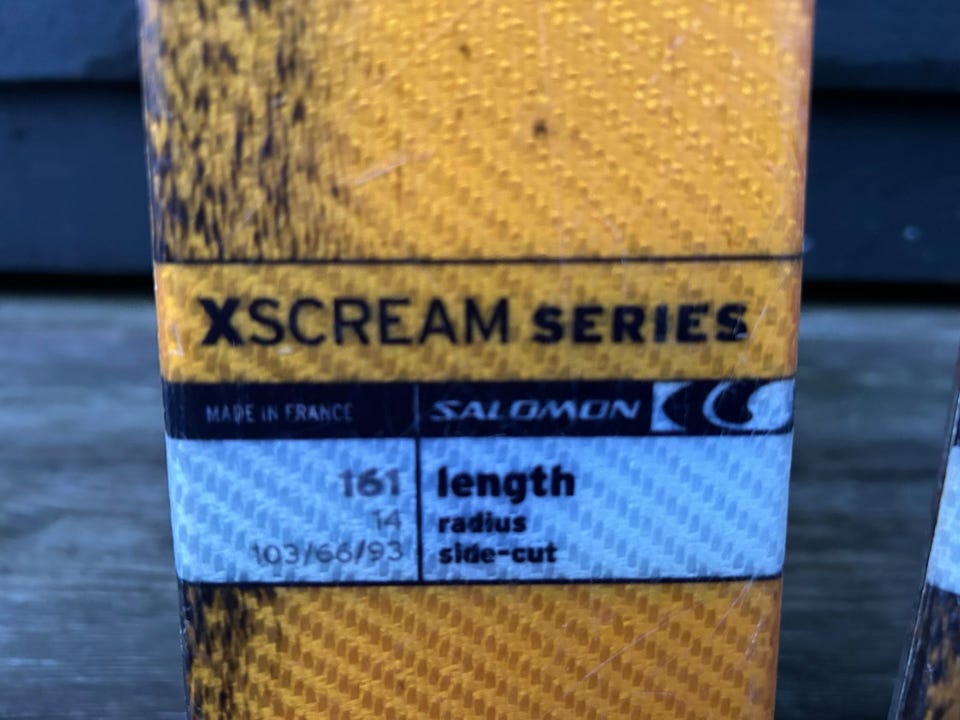 XSCREAM SERIES
MADE IN FRANCE SALOMON
161 length
14 radius
103/66/93 side-cut